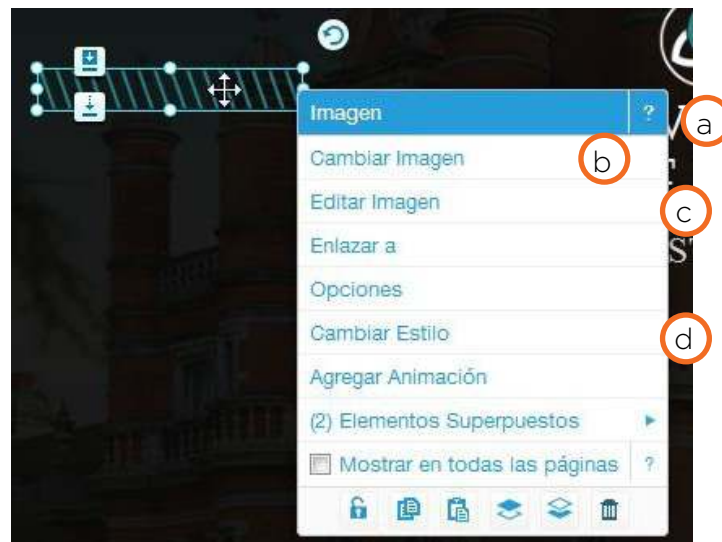 Imagen ? a
Cambiar Imagen b
Editar Imagen c
Enlazar a
Opciones
Cambiar Estilo d
Agregar Animación
(2) Elementos Superpuestos
Mostrar en todas las páginas ?